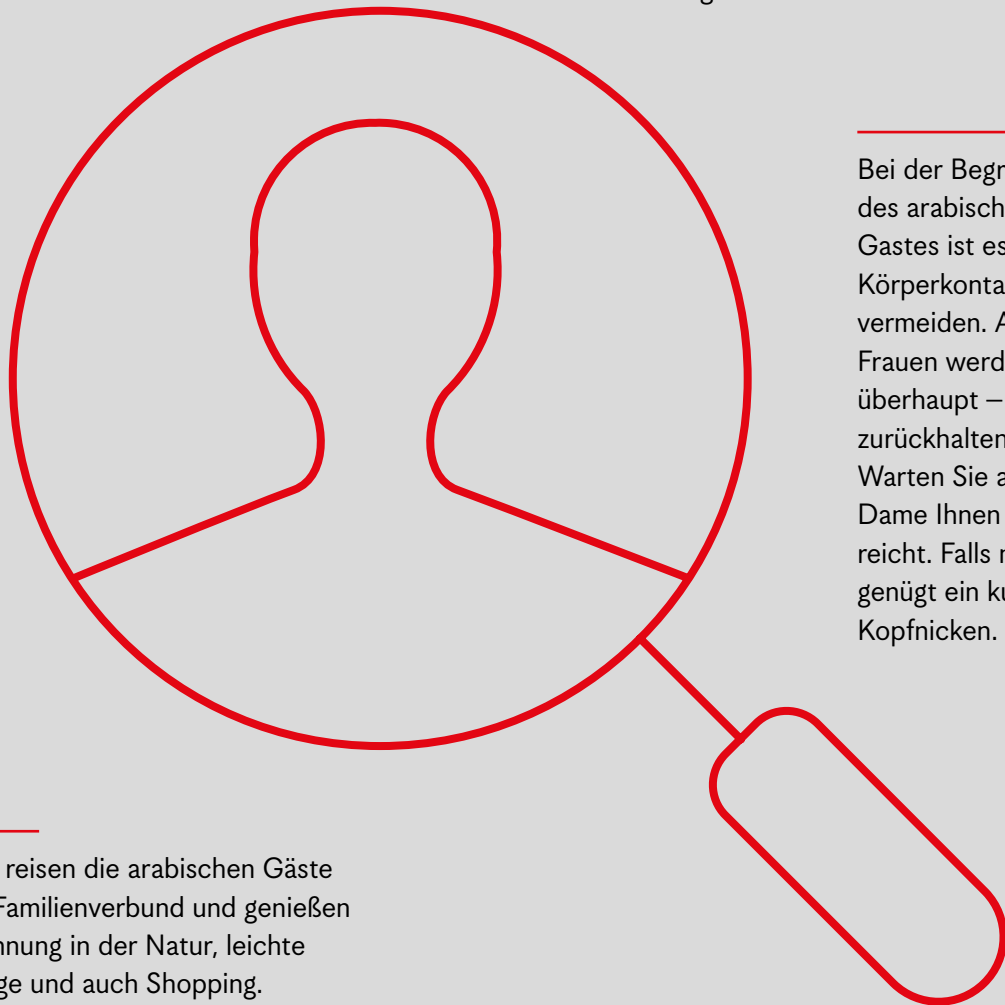 g
Bei der Begr
des arabisch
Gastes ist es
Körperkonta
vermeiden. A
Frauen werd
überhaupt –
zurückhalten
Warten Sie a
Dame Ihnen
reicht. Falls
genügt ein ku
Kopfnicken.
reisen die arabischen Gäste
Familienverbund und genießen
nnung in der Natur, leichte
ge und auch Shopping.